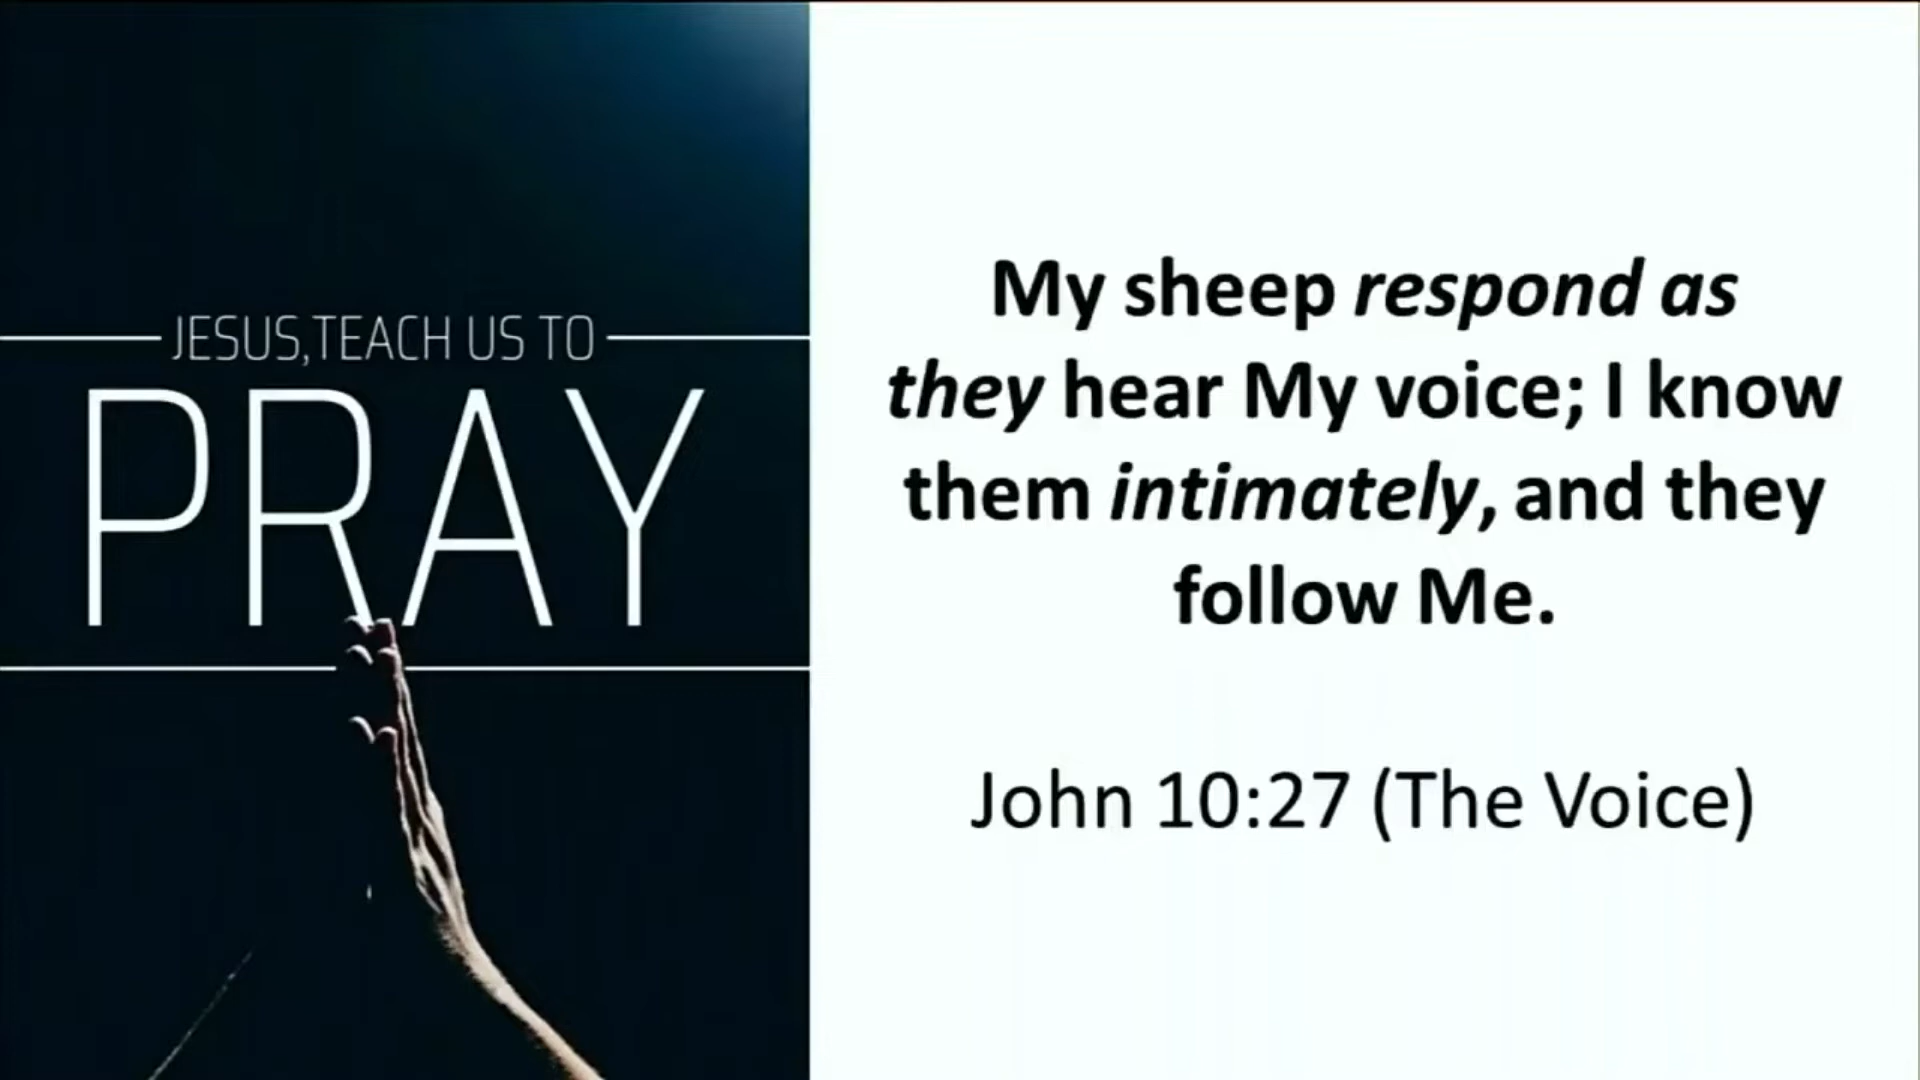 JESUS,TEACH US TO
PRAY
My sheep respond as
they hear My voice; I know
them intimately, and they
follow Me.
John 10:27 (The Voice)